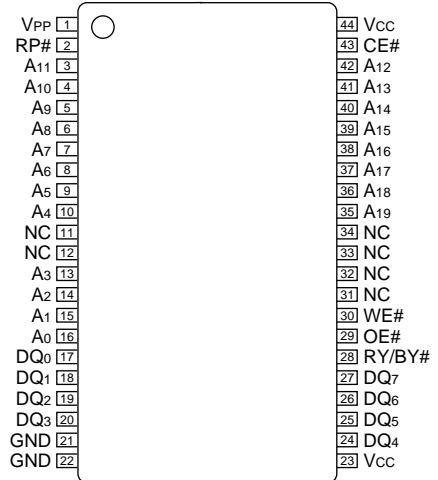 VPP 1 44 VCC
RP# 2 43 CE#
A11 3 42 A12
A10 4 41 A13
A9 5 40 A14
A8 6 39 A15
A7 7 38 A16
A6 8 37 A17
A5 9 36 A18
A4 10 35 A19
NC 11 34 NC
NC 12 33 NC
A3 13 32 NC
A2 14 31 NC
A1 15 30 WE#
A0 16 29 OE#
DQ0 17 28 RY/BY#
DQ1 18 27 DQ7
DQ2 19 26 DQ6
DQ3 20 25 DQ5
GND 21 24 DQ4
GND 22 23 VCC